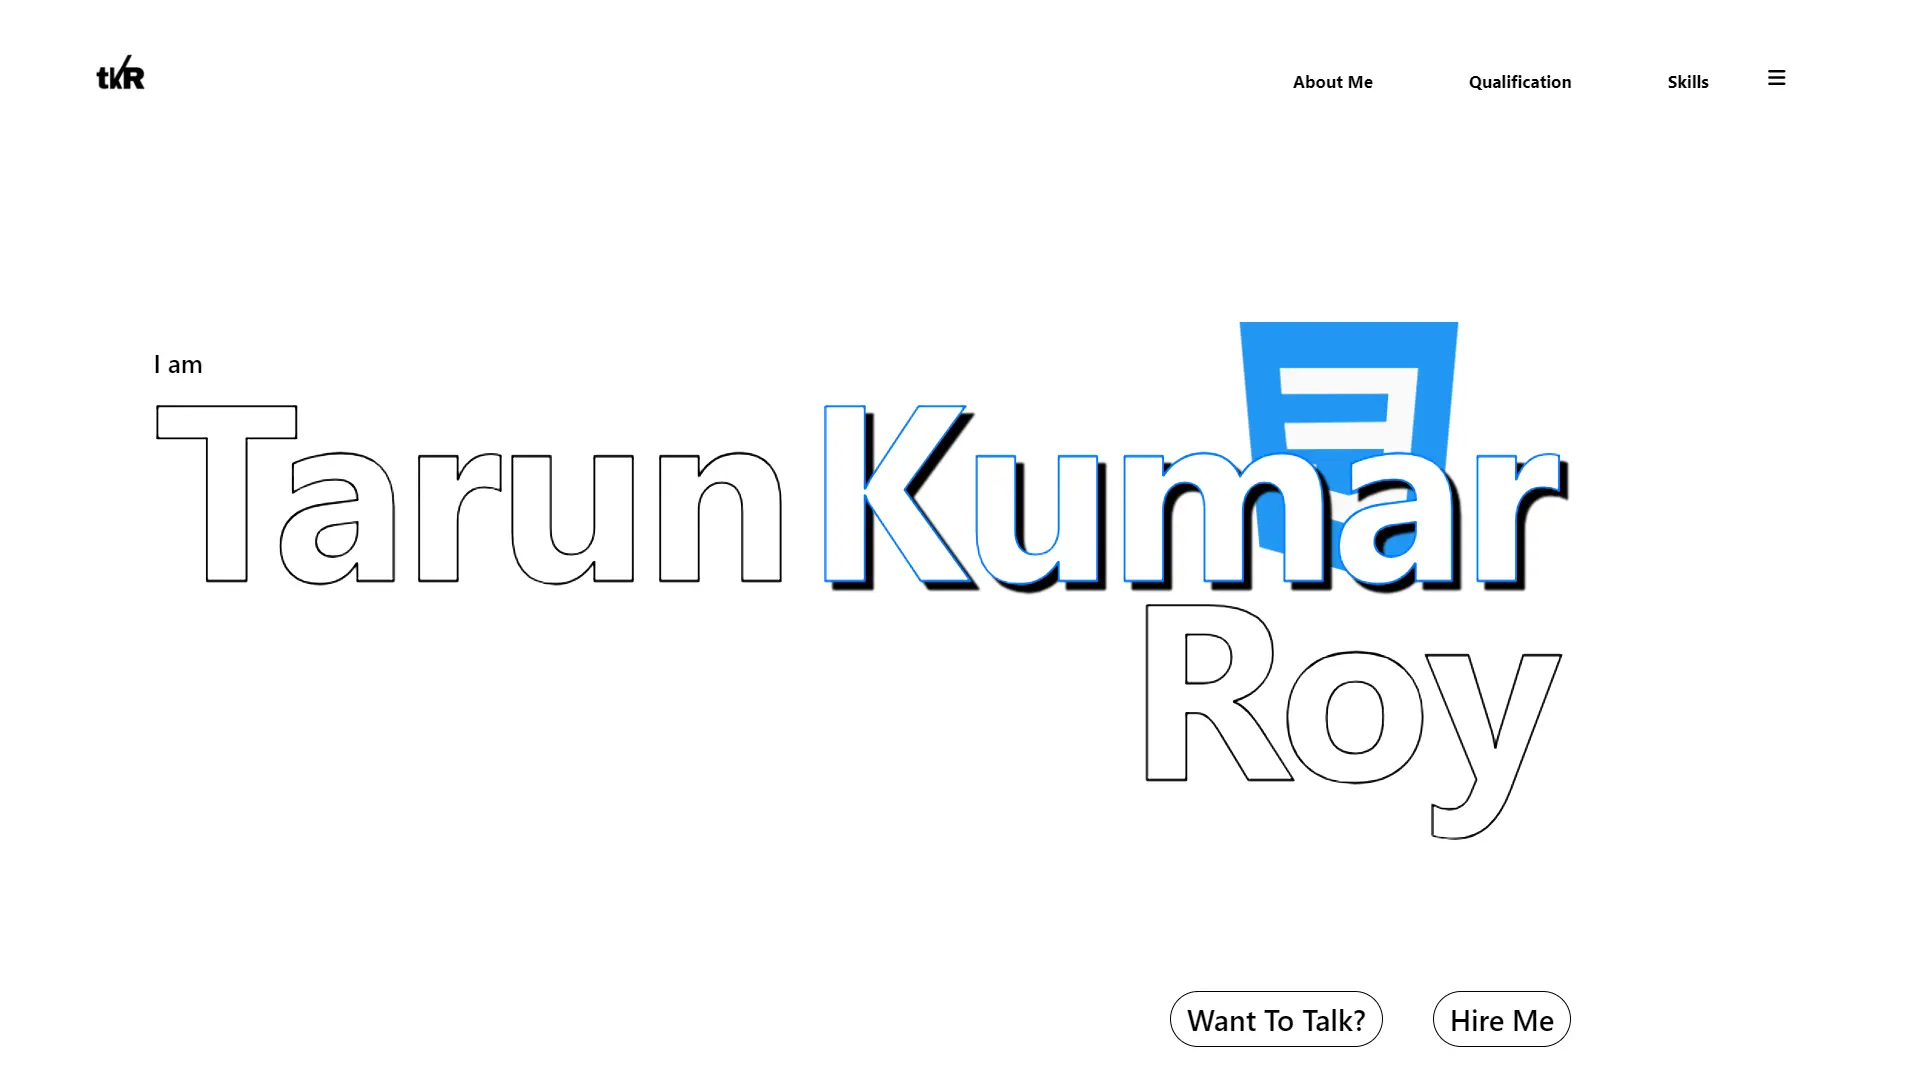 tkR
About Me Qualification Skills
I am
Tarun Kumar
Roy
Want To Talk? Hire Me